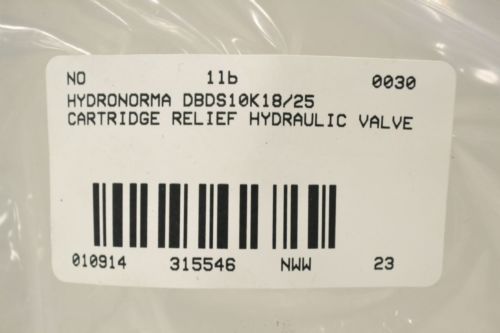 NO 1lb 0030
HYDRONORMA DBDS10K18/25
CARTRIDGE RELIEF HYDRAULIC VALVE
010914 315546 NWW 23